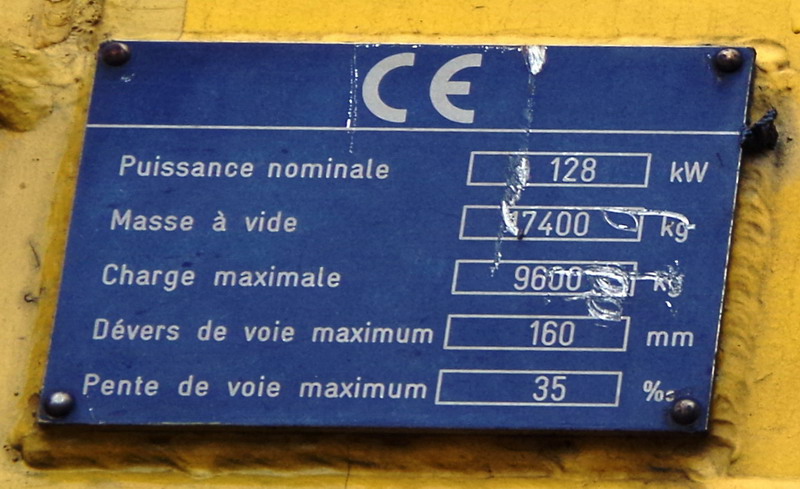 CE
Puissance nominale 128 kW
Masse à vide 17400 kg
Charge maximale 9600 kg
Dévers de voie maximum 160 mm
Pente de voie maximum 35 ‰